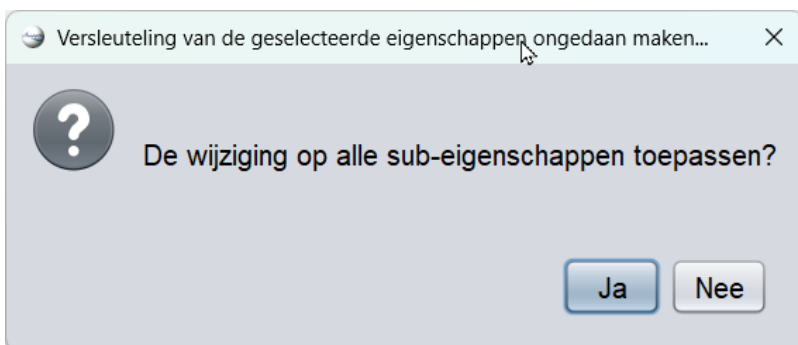 Versleuteling van de geselecteerde eigenschappen ongedaan maken...
De wijziging op alle sub-eigenschappen toepassen?
Ja Nee